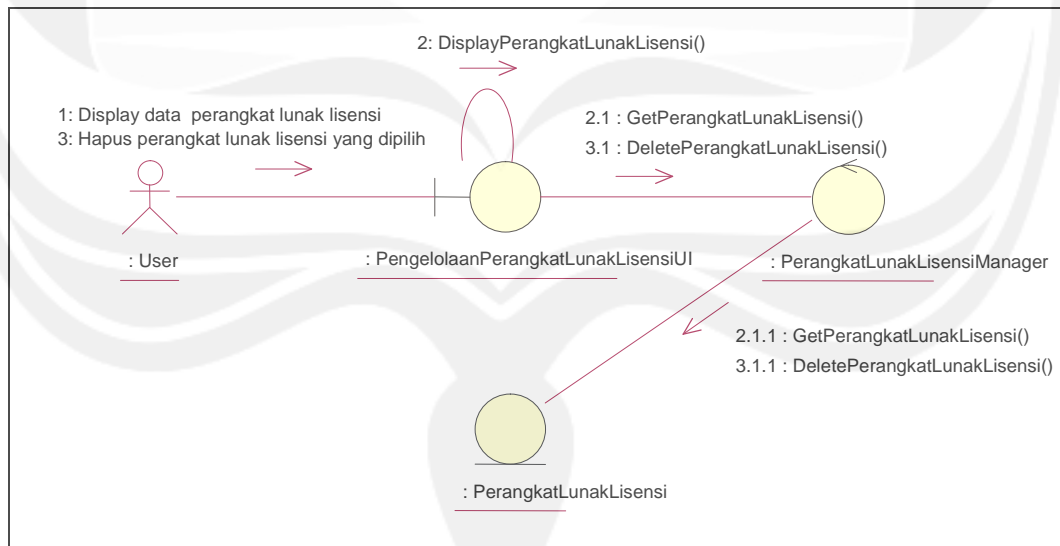 2: DisplayPerangkatLunakLisensi()
1: Display data perangkat lunak lisensi
3: Hapus perangkat lunak lisensi yang dipilih
2.1 : GetPerangkatLunakLisensi()
3.1 : DeletePerangkatLunakLisensi()
: User
: PengelolaanPerangkatLunakLisensiUI
: PerangkatLunakLisensiManager
2.1.1 : GetPerangkatLunakLisensi()
3.1.1 : DeletePerangkatLunakLisensi()
: PerangkatLunakLisensi